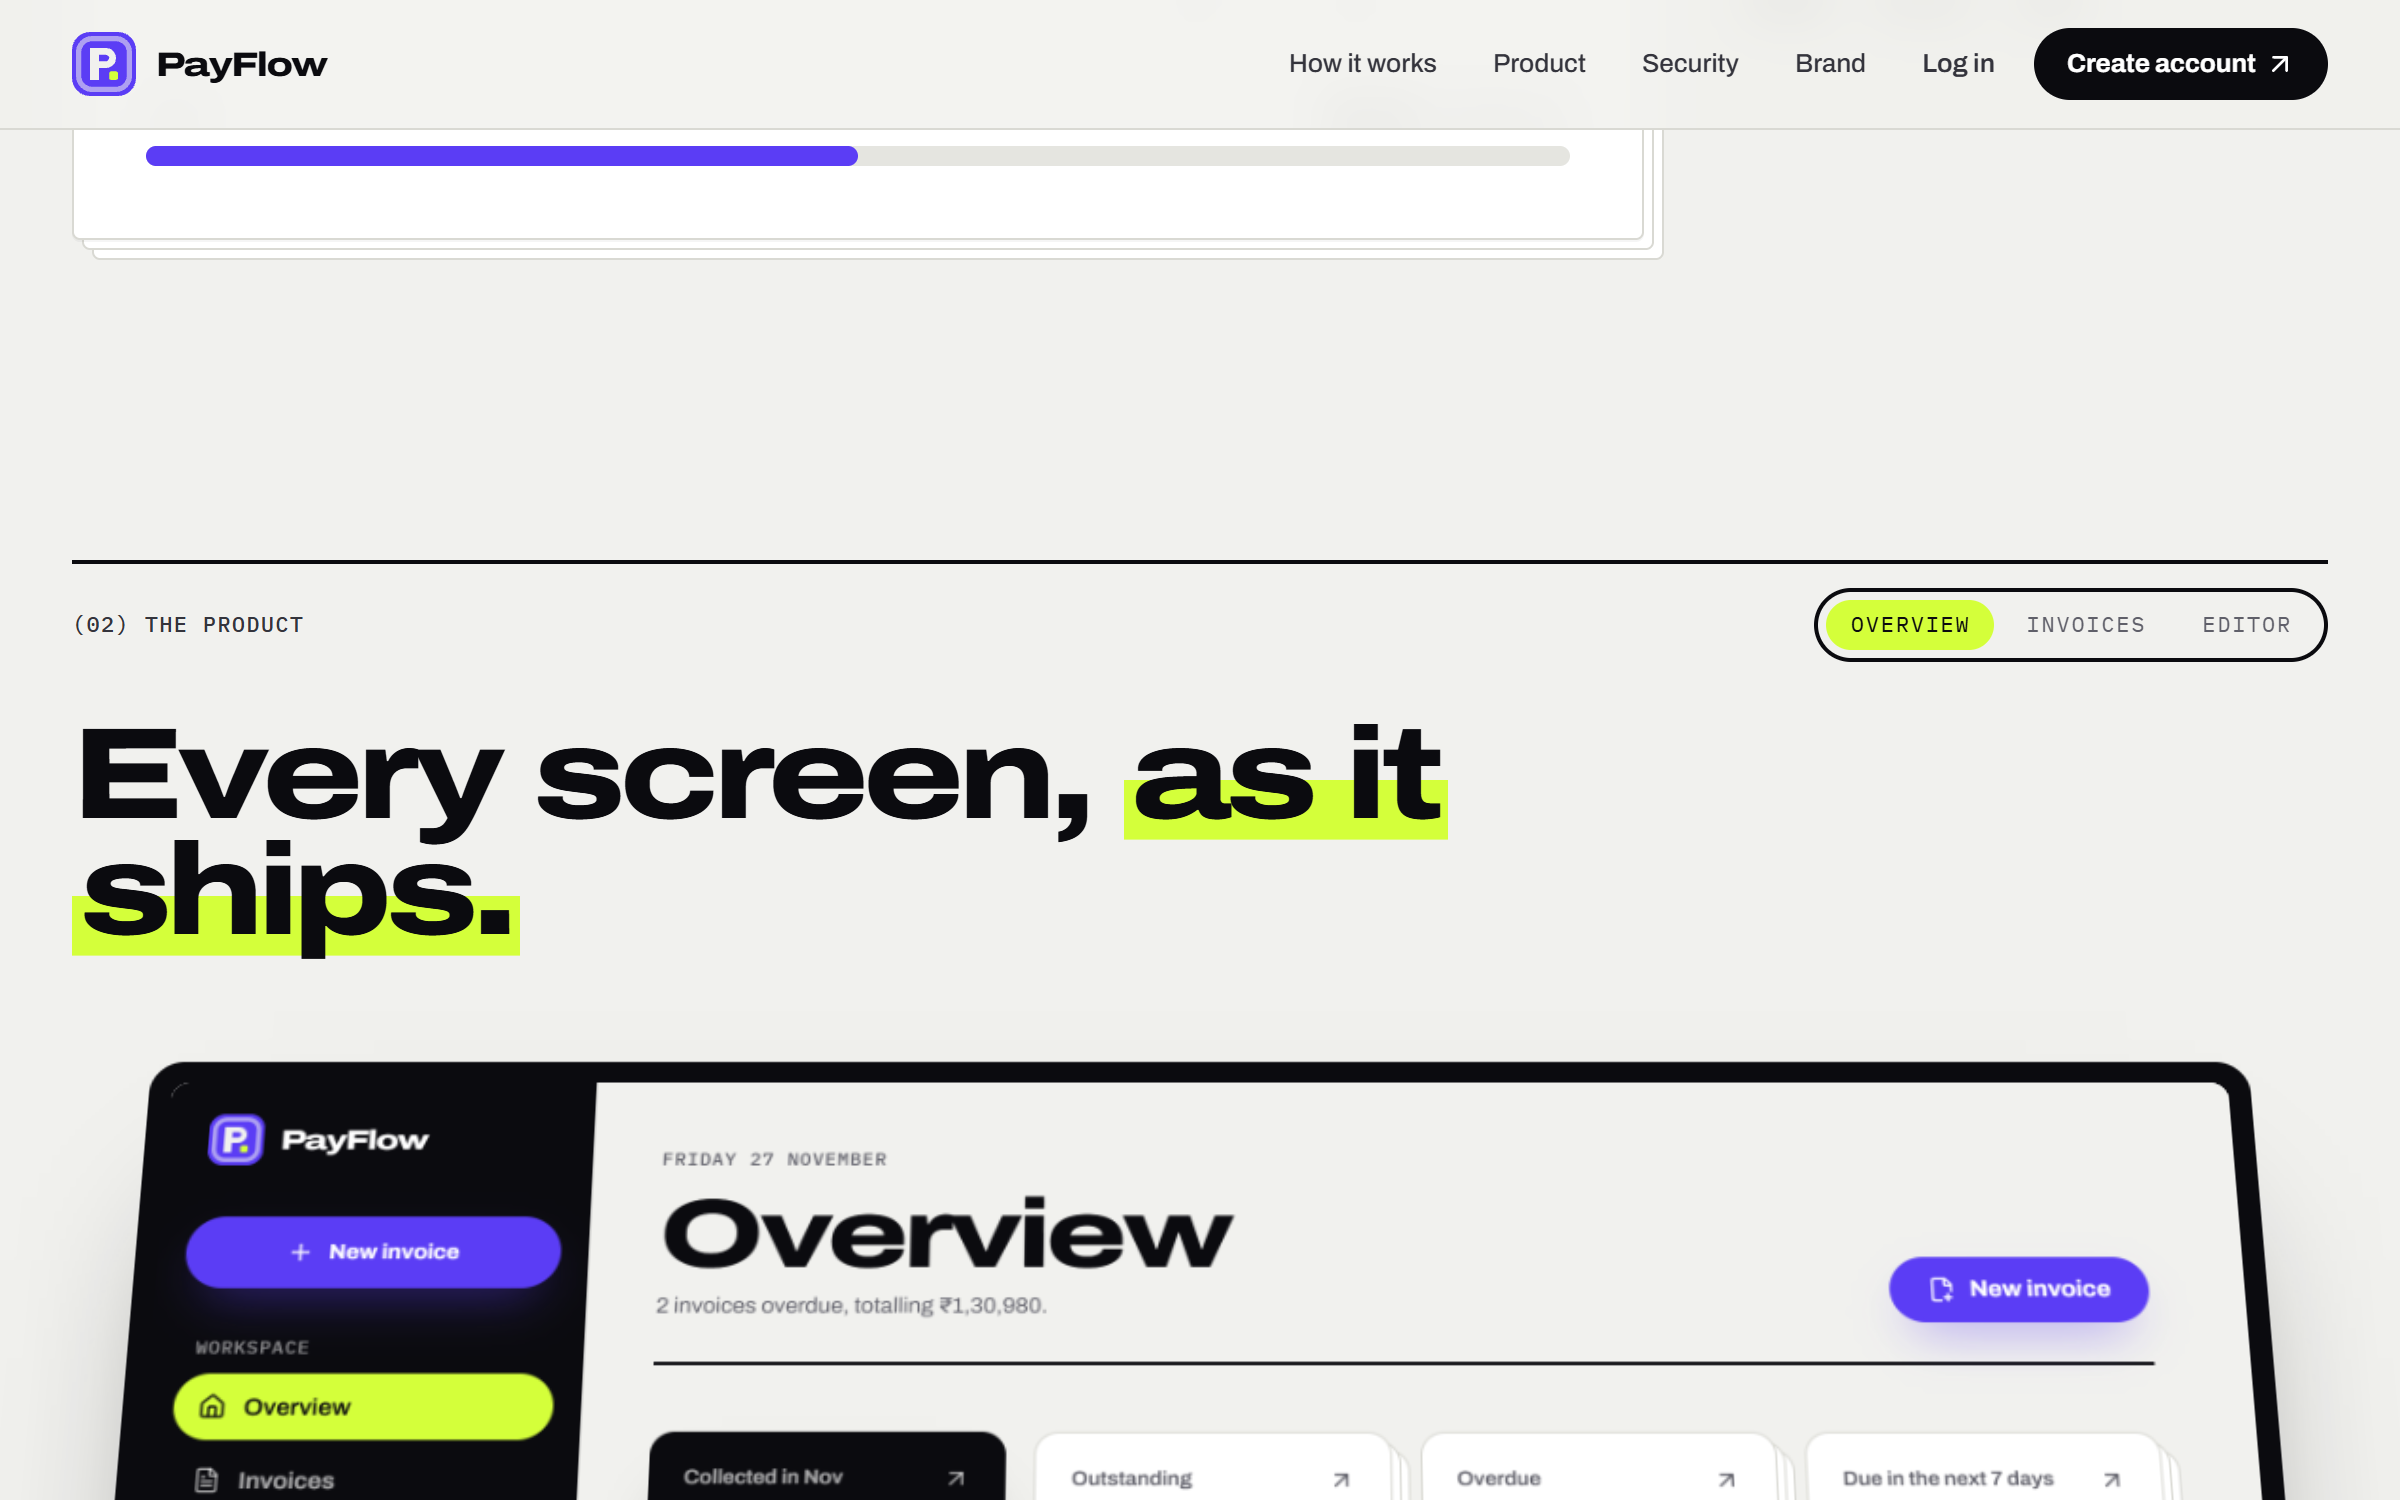 PayFlow
How it works
Product
Security
Brand
Log in
Create account
(02) THE PRODUCT
OVERVIEW
INVOICES
EDITOR
Every screen, as it
ships.
PayFlow
New invoice
WORKSPACE
Overview
Invoices
FRIDAY 27 NOVEMBER
Overview
2 invoices overdue, totalling ₹1,30,980.
New invoice
Collected in Nov
Outstanding
Overdue
Due in the next 7 days